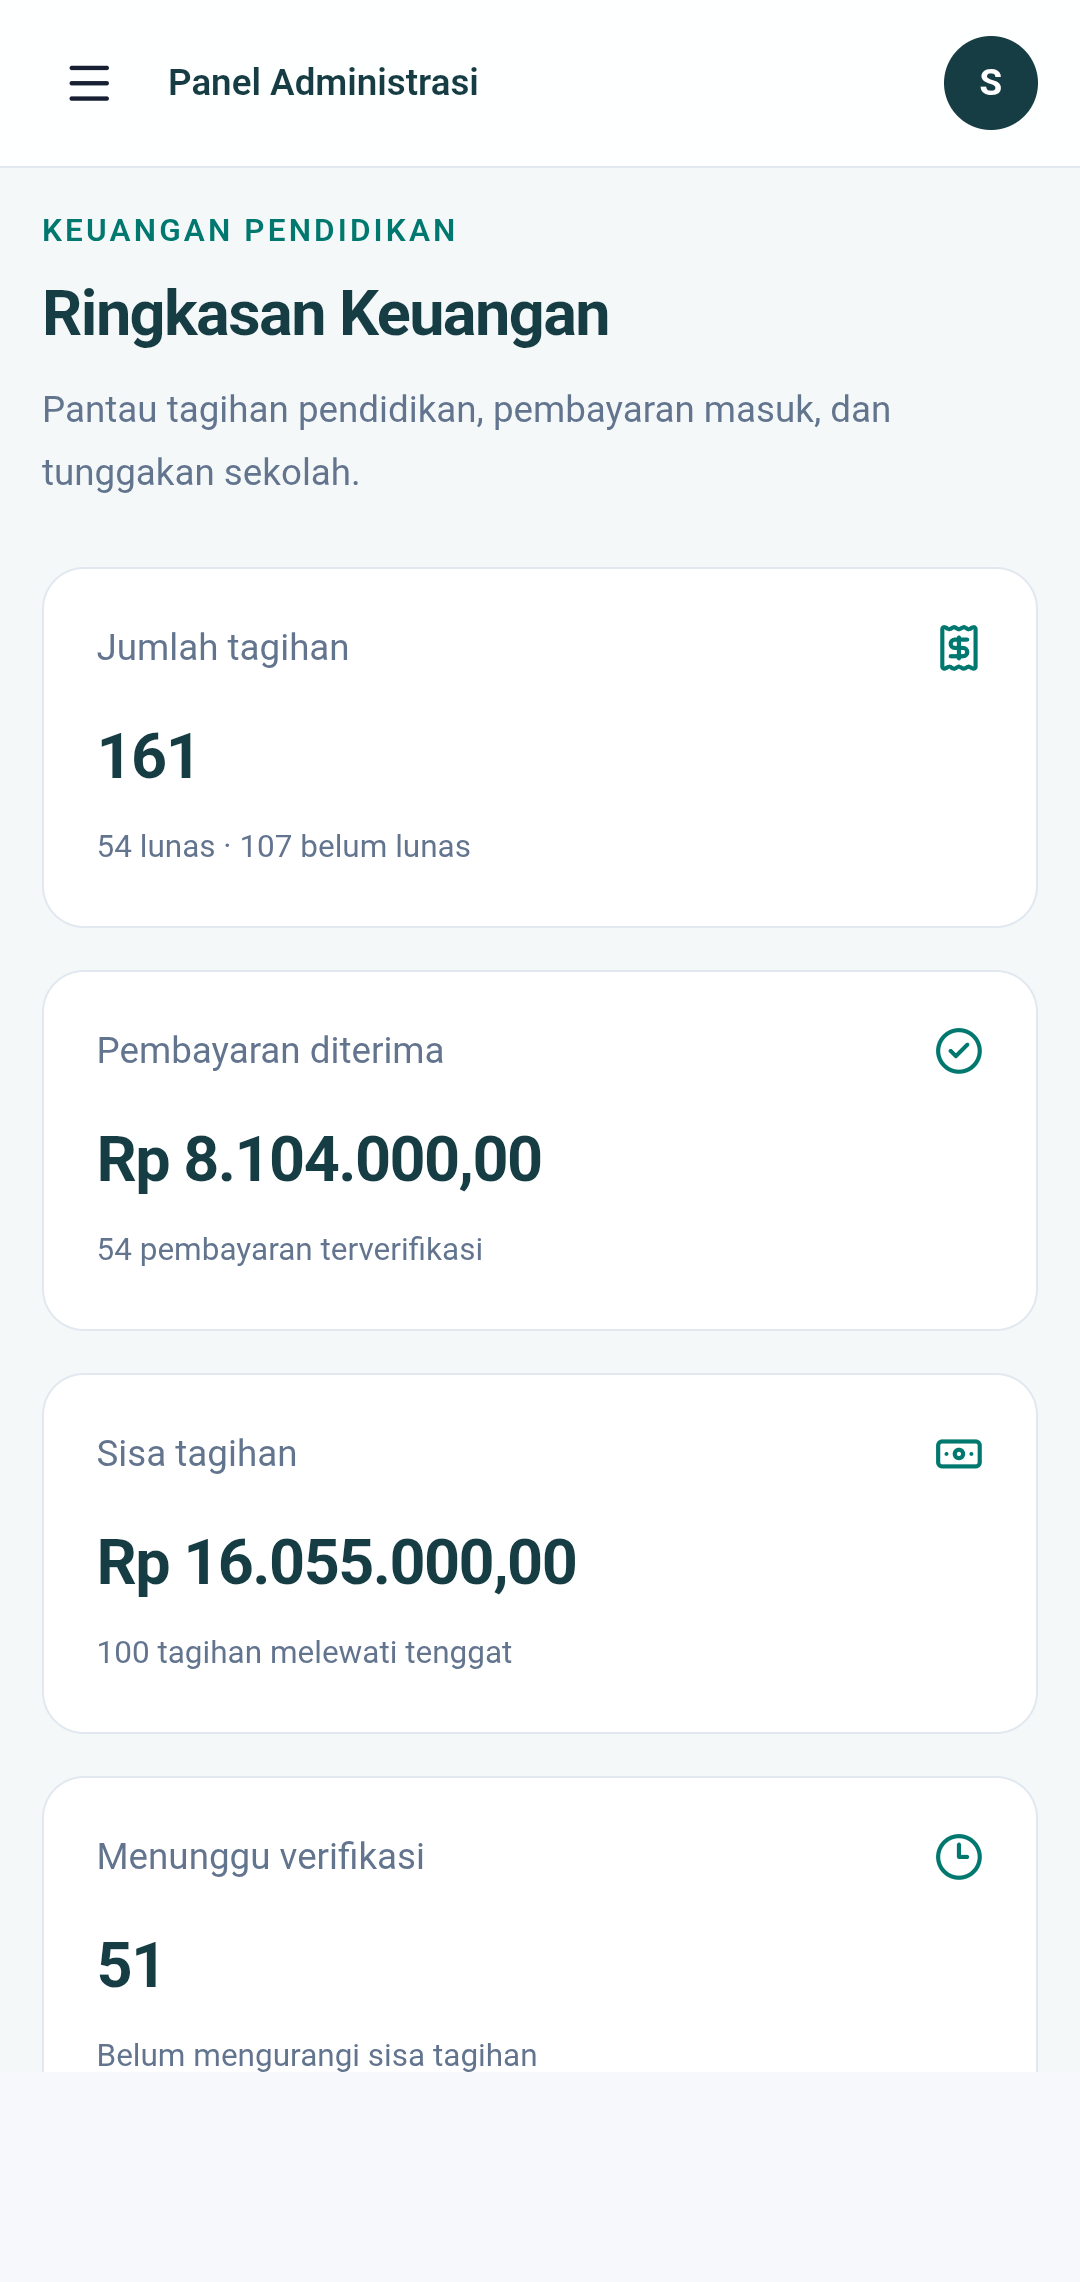 Panel Administrasi
S
KEUANGAN PENDIDIKAN
Ringkasan Keuangan
Pantau tagihan pendidikan, pembayaran masuk, dan
tunggakan sekolah.
Jumlah tagihan
161
54 lunas · 107 belum lunas
Pembayaran diterima
Rp 8.104.000,00
54 pembayaran terverifikasi
Sisa tagihan
Rp 16.055.000,00
100 tagihan melewati tenggat
Menunggu verifikasi
51
Belum mengurangi sisa tagihan